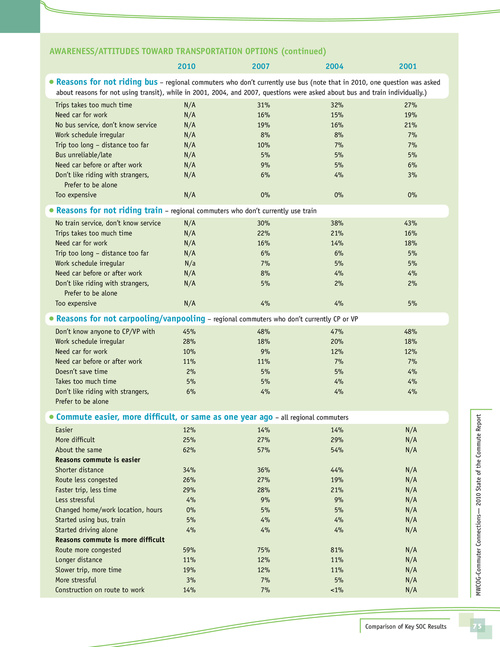 AWARENESS/ATTITUDES TOWARD TRANSPORTATION OPTIONS (continued)
2010 2007 2004 2001
• Reasons for not riding bus – regional commuters who don't currently use bus (note that in 2010, one question was asked
about reasons for not using transit), while in 2001, 2004, and 2007, questions were asked about bus and train individually.)
Trips takes too much time N/A 31% 32% 27%
Need car for work N/A 16% 15% 19%
No bus service, don't know service N/A 19% 16% 21%
Work schedule irregular N/A 8% 8% 7%
Trip too long – distance too far N/A 10% 7% 7%
Bus unreliable/late N/A 5% 5% 5%
Need car before or after work N/A 9% 5% 6%
Don't like riding with strangers, N/A 6% 4% 3%
Prefer to be alone
Too expensive N/A 0% 0% 0%
• Reasons for not riding train – regional commuters who don't currently use train
No train service, don't know service N/A 30% 38% 43%
Trips takes too much time N/A 22% 21% 16%
Need car for work N/A 16% 14% 18%
Trip too long – distance too far N/A 6% 6% 5%
Work schedule irregular N/a 7% 5% 5%
Need car before or after work N/A 8% 4% 4%
Don't like riding with strangers, N/A 5% 2% 2%
Prefer to be alone
Too expensive N/A 4% 4% 5%
• Reasons for not carpooling/vanpooling – regional commuters who don't currently CP or VP
Don't know anyone to CP/VP with 45% 48% 47% 48%
Work schedule irregular 28% 18% 20% 18%
Need car for work 10% 9% 12% 12%
Need car before or after work 11% 11% 7% 7%
Doesn't save time 2% 5% 5% 4%
Takes too much time 5% 5% 4% 4%
Don't like riding with strangers, 6% 4% 4% 4%
Prefer to be alone
• Commute easier, more difficult, or same as one year ago – all regional commuters
Easier 12% 14% 14% N/A
More difficult 25% 27% 29% N/A
About the same 62% 57% 54% N/A
Reasons commute is easier
Shorter distance 34% 36% 44% N/A
Route less congested 26% 27% 19% N/A
Faster trip, less time 29% 28% 21% N/A
Less stressful 4% 9% 9% N/A
Changed home/work location, hours 0% 5% 5% N/A
Started using bus, train 5% 4% 4% N/A
Started driving alone 4% 4% 4% N/A
Reasons commute is more difficult
Route more congested 59% 75% 81% N/A
Longer distance 11% 12% 11% N/A
Slower trip, more time 19% 12% 11% N/A
More stressful 3% 7% 5% N/A
Construction on route to work 14% 7% <1% N/A
MWCOG-Commuter Connections— 2010 State of the Commute Report
Comparison of Key SOC Results 75